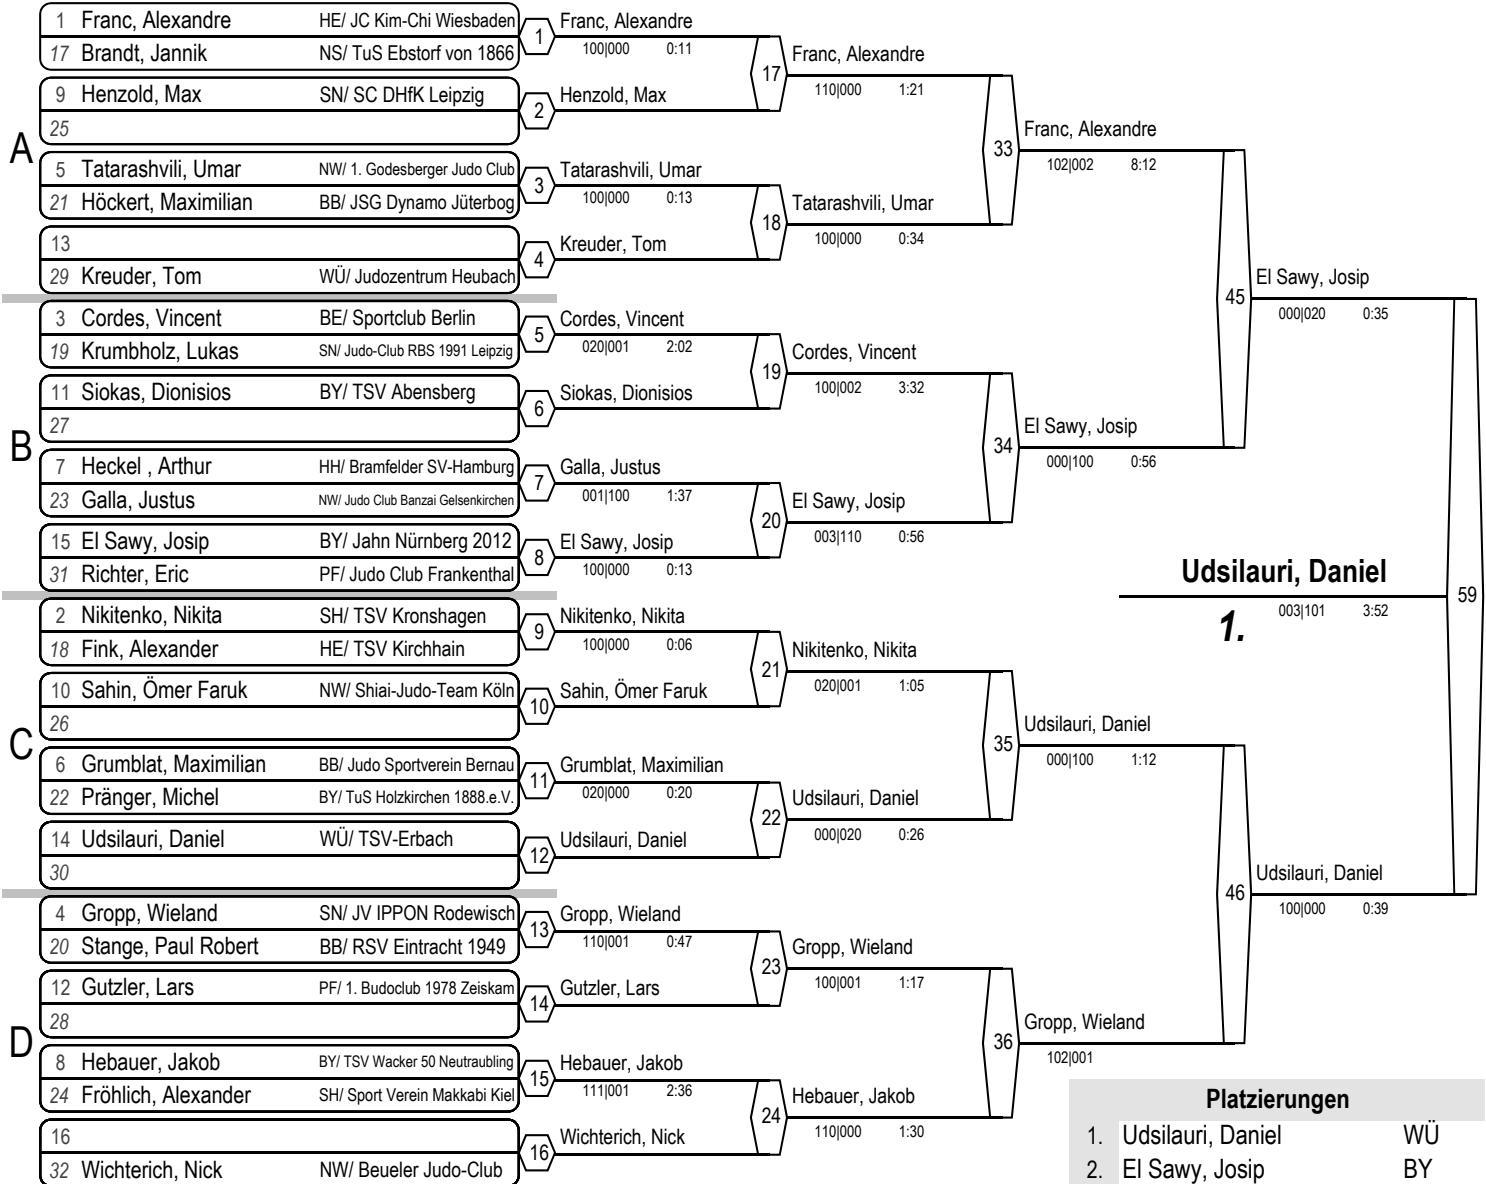 1 Franc, Alexandre HE/ JC Kim-Chi Wiesbaden
17 Brandt, Jannik NS/ TuS Ebstorf von 1866
9 Henzold, Max SN/ SC DHfK Leipzig
25
A
5 Tatarashvili, Umar NW/ 1. Godesberger Judo Club
21 Höckert, Maximilian BB/ JSG Dynamo Jüterbog
13
29 Kreuder, Tom WÜ/ Judozentrum Heubach
3 Cordes, Vincent BE/ Sportclub Berlin
19 Krumbholz, Lukas SN/ Judo-Club RBS 1991 Leipzig
11 Siokas, Dionisios BY/ TSV Abensberg
27
B
7 Heckel , Arthur HH/ Bramfelder SV-Hamburg
23 Galla, Justus NW/ Judo Club Banzai Gelsenkirchen
15 El Sawy, Josip BY/ Jahn Nürnberg 2012
31 Richter, Eric PF/ Judo Club Frankenthal
2 Nikitenko, Nikita SH/ TSV Kronshagen
18 Fink, Alexander HE/ TSV Kirchhain
10 Sahin, Ömer Faruk NW/ Shiai-Judo-Team Köln
26
C
6 Grumblat, Maximilian BB/ Judo Sportverein Bernau
22 Pränger, Michel BY/ TuS Holzkirchen 1888.e.V.
14 Udsilauri, Daniel WÜ/ TSV-Erbach
30
4 Gropp, Wieland SN/ JV IPPON Rodewisch
20 Stange, Paul Robert BB/ RSV Eintracht 1949
12 Gutzler, Lars PF/ 1. Budoclub 1978 Zeiskam
28
D
8 Hebauer, Jakob BY/ TSV Wacker 50 Neutraubling
24 Fröhlich, Alexander SH/ Sport Verein Makkabi Kiel
16
32 Wichterich, Nick NW/ Beueler Judo-Club
1 Franc, Alexandre
100|000 0:11
2 Henzold, Max
3 Tatarashvili, Umar
100|000 0:13
4 Kreuder, Tom
5 Cordes, Vincent
020|001 2:02
6 Siokas, Dionisios
7 Galla, Justus
001|100 1:37
8 El Sawy, Josip
100|000 0:13
9 Nikitenko, Nikita
100|000 0:06
10 Sahin, Ömer Faruk
11 Grumblat, Maximilian
020|000 0:20
12 Udsilauri, Daniel
13 Gropp, Wieland
110|001 0:47
14 Gutzler, Lars
15 Hebauer, Jakob
111|001 2:36
16 Wichterich, Nick
17 Franc, Alexandre
110|000 1:21
18 Tatarashvili, Umar
100|000 0:34
19 Cordes, Vincent
100|002 3:32
20 El Sawy, Josip
003|110 0:56
21 Nikitenko, Nikita
020|001 1:05
22 Udsilauri, Daniel
000|020 0:26
23 Gropp, Wieland
100|001 1:17
24 Hebauer, Jakob
110|000 1:30
33 Franc, Alexandre
102|002 8:12
34 El Sawy, Josip
000|100 0:56
35 Udsilauri, Daniel
000|100 1:12
36 Gropp, Wieland
102|001
45 El Sawy, Josip
000|020 0:35
46 Udsilauri, Daniel
100|000 0:39
59
Udsilauri, Daniel
1. 003|101 3:52
Platzierungen
1. Udsilauri, Daniel WÜ
2. El Sawy, Josip BY